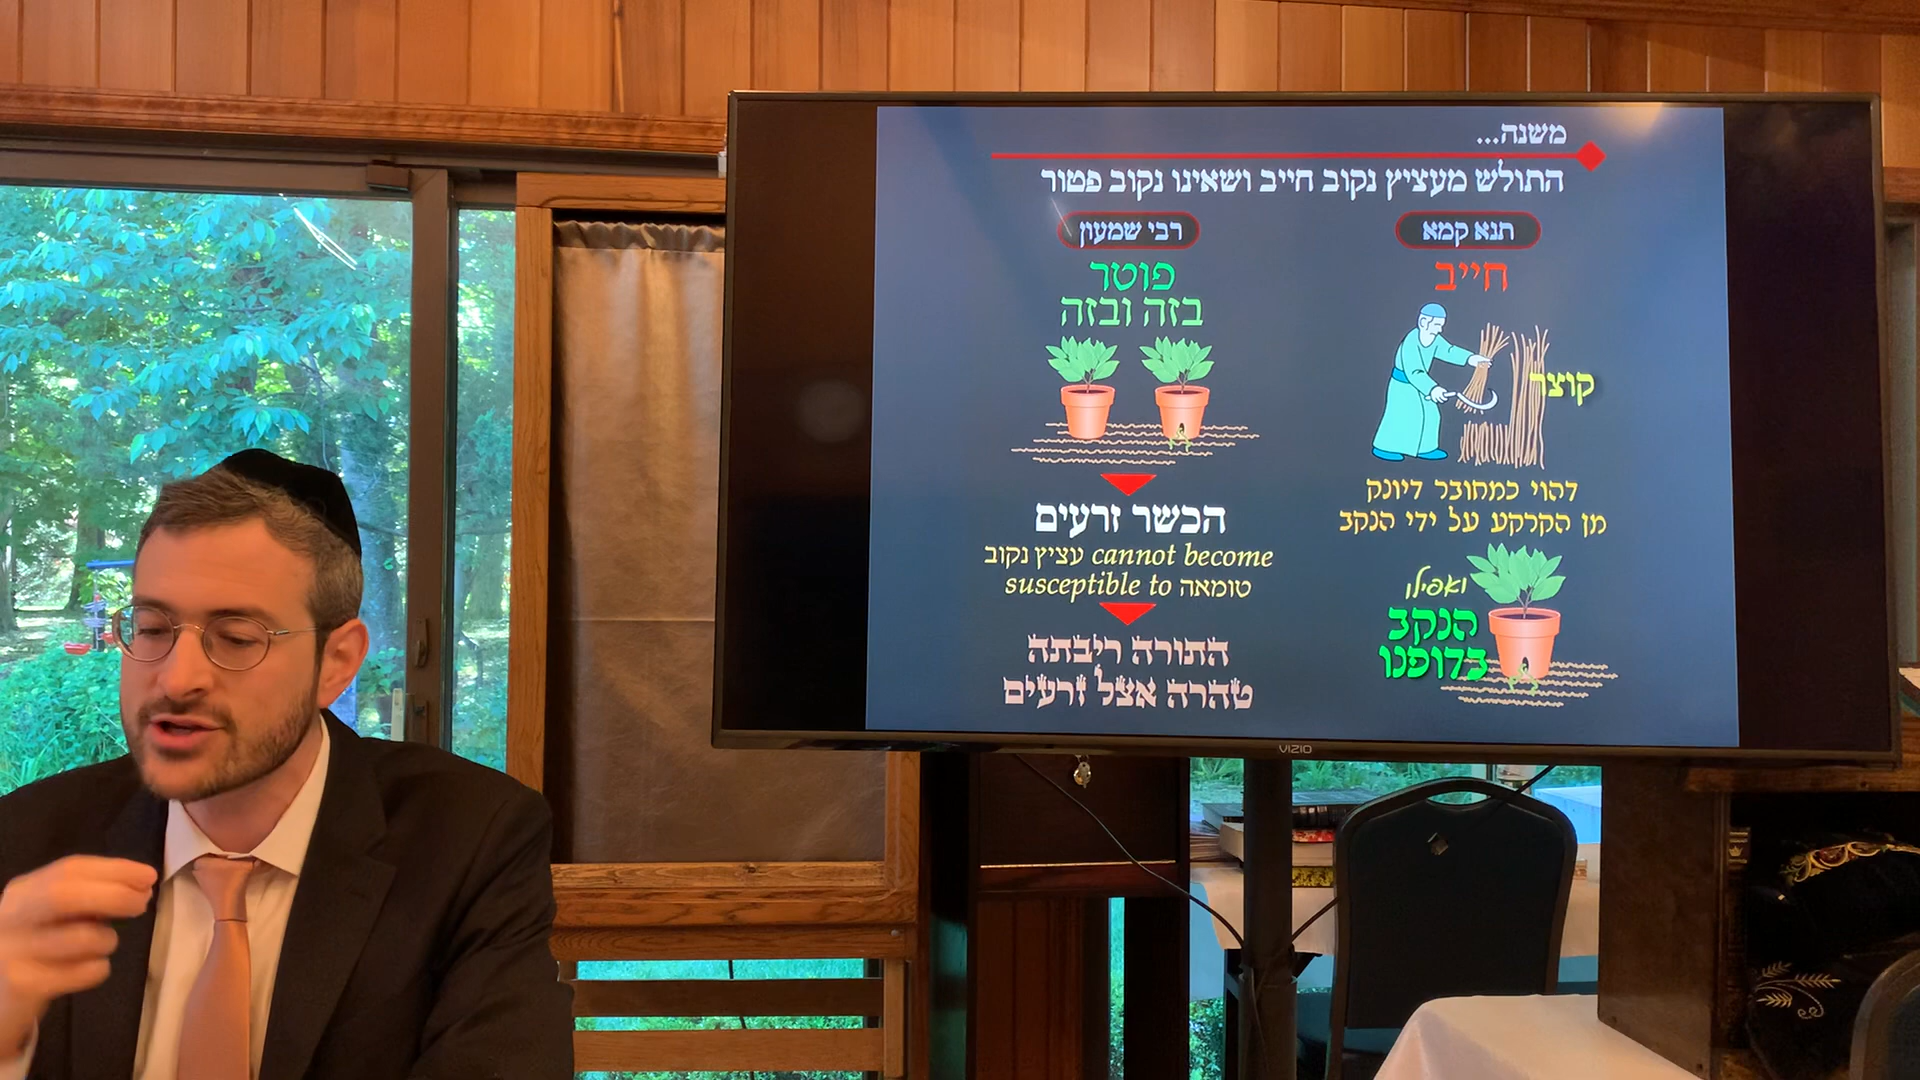 משנה...
התולש מעציץ נקוב חייב ושאינו נקוב פטור
תנא קמא
חייב
קוצר
דהוי כמחובר דיונק
מן הקרקע על ידי הנקב
ואפילו
הנקב
בדופנו
רבי שמעון
פוטר
בזה ובזה
הכשר זרעים
עציץ נקוב cannot become
susceptible to טומאה
התורה ריבתה
טהרה אצל זרעים
VIZIO